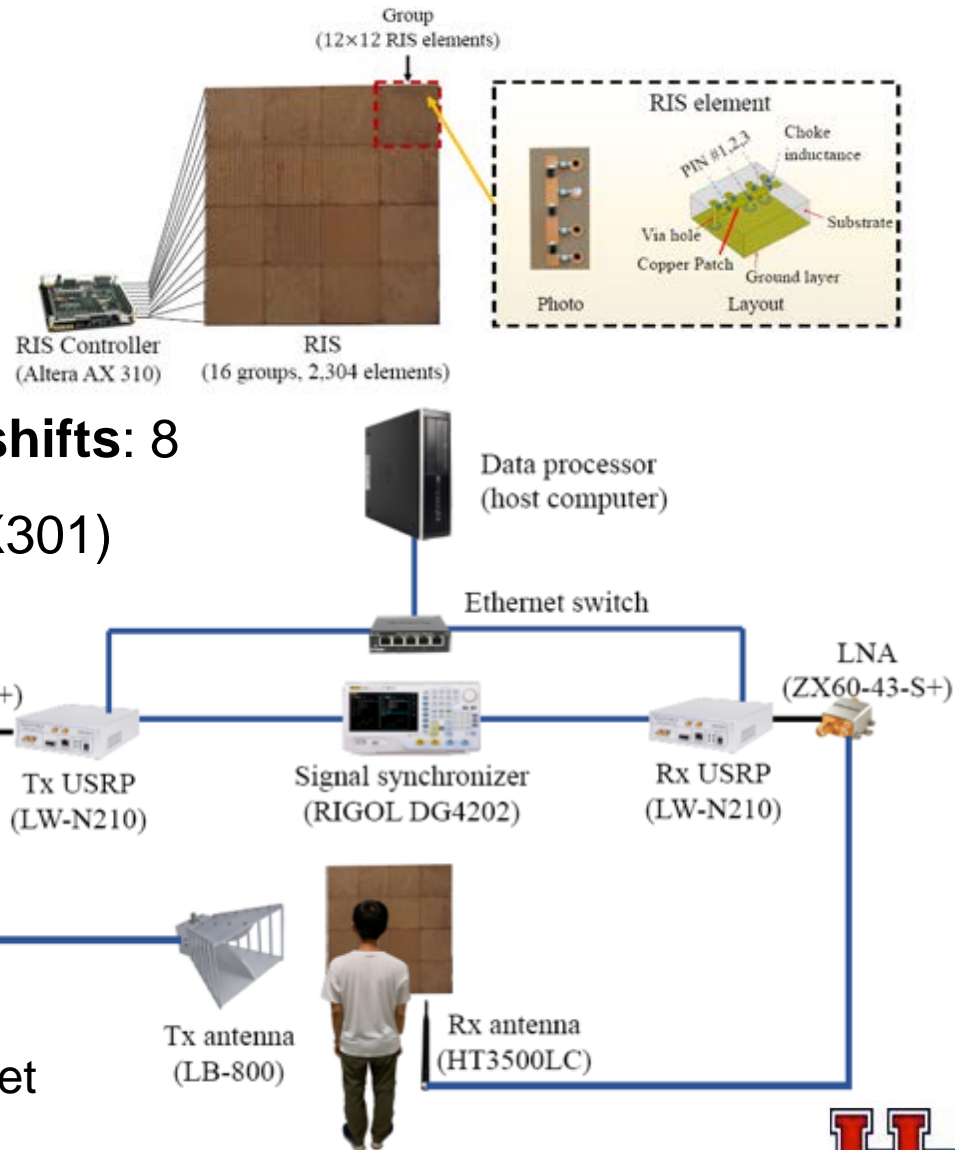 Group
(12×12 RIS elements)
RIS element
PIN #1,2,3
Choke
inductance
Via hole
Substrate
Copper Patch
Ground layer
Photo
Layout
RIS Controller
(Altera AX 310)
RIS
(16 groups, 2,304 elements)
shifts: 8
X301)
Data processor
(host computer)
Ethernet switch
LNA
(ZX60-43-S+)
+)
Tx USRP
(LW-N210)
Signal synchronizer
(RIGOL DG4202)
Rx USRP
(LW-N210)
Tx antenna
(LB-800)
Rx antenna
(HT3500LC)
et